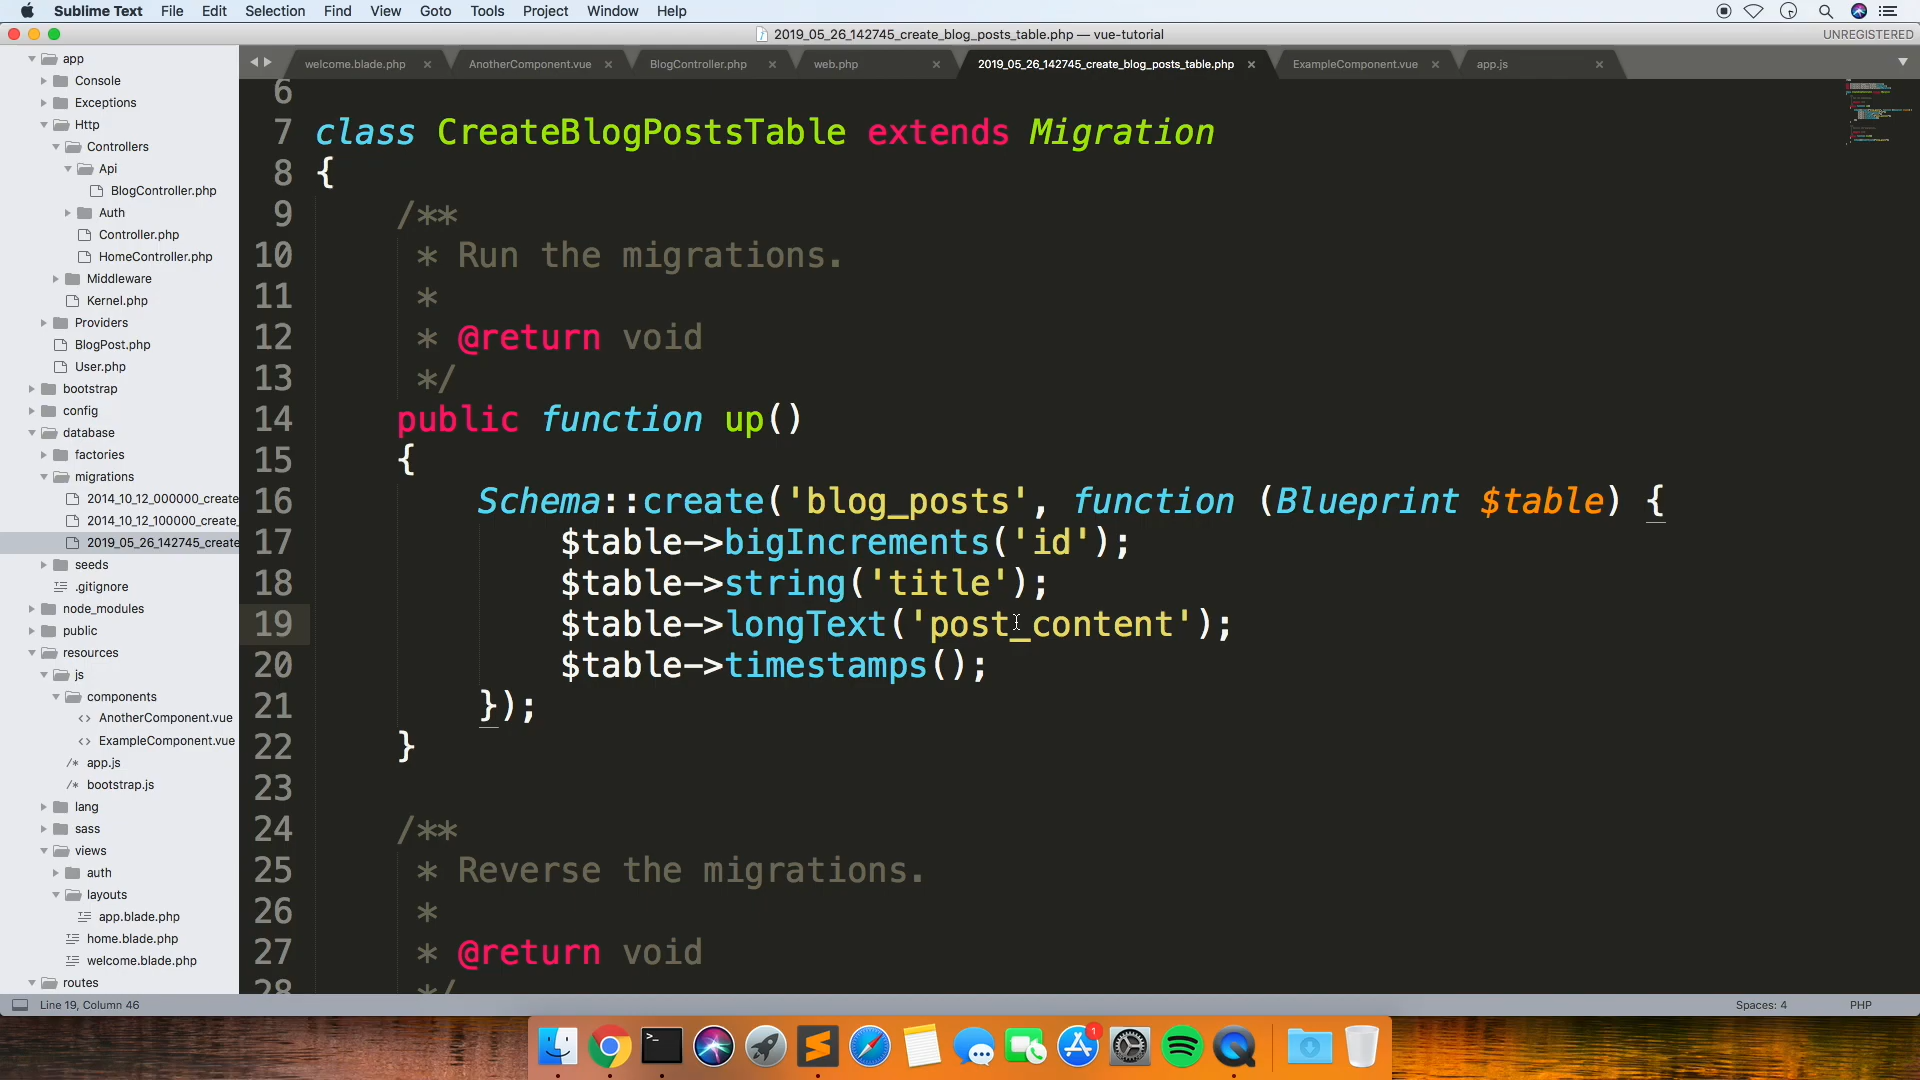 Sublime Text File Edit Selection Find View Goto Tools Project Window Help
2019_05_26_142745_create_blog_posts_table.php — vue-tutorial
UNREGISTERED
welcome.blade.php
AnotherComponent.vue
BlogController.php
web.php
2019_05_26_142745_create_blog_posts_table.php
ExampleComponent.vue
app.js
app
Console
Exceptions
Http
Controllers
Api
BlogController.php
Auth
Controller.php
HomeController.php
Middleware
Kernel.php
Providers
BlogPost.php
User.php
bootstrap
config
database
factories
migrations
2014_10_12_000000_create
2014_10_12_100000_create_
2019_05_26_142745_create
seeds
.gitignore
node_modules
public
resources
js
components
AnotherComponent.vue
ExampleComponent.vue
app.js
bootstrap.js
lang
sass
views
auth
layouts
app.blade.php
home.blade.php
welcome.blade.php
routes
6
7 class CreateBlogPostsTable extends Migration
8 {
9 /**
10 * Run the migrations.
11 *
12 * @return void
13 */
14 public function up()
15 {
16 Schema::create('blog_posts', function (Blueprint $table) {
17 $table->bigIncrements('id');
18 $table->string('title');
19 $table->longText('post_content');
20 $table->timestamps();
21 });
22 }
23
24 /**
25 * Reverse the migrations.
26 *
27 * @return void
28 */
Line 19, Column 46
Spaces: 4
PHP
1